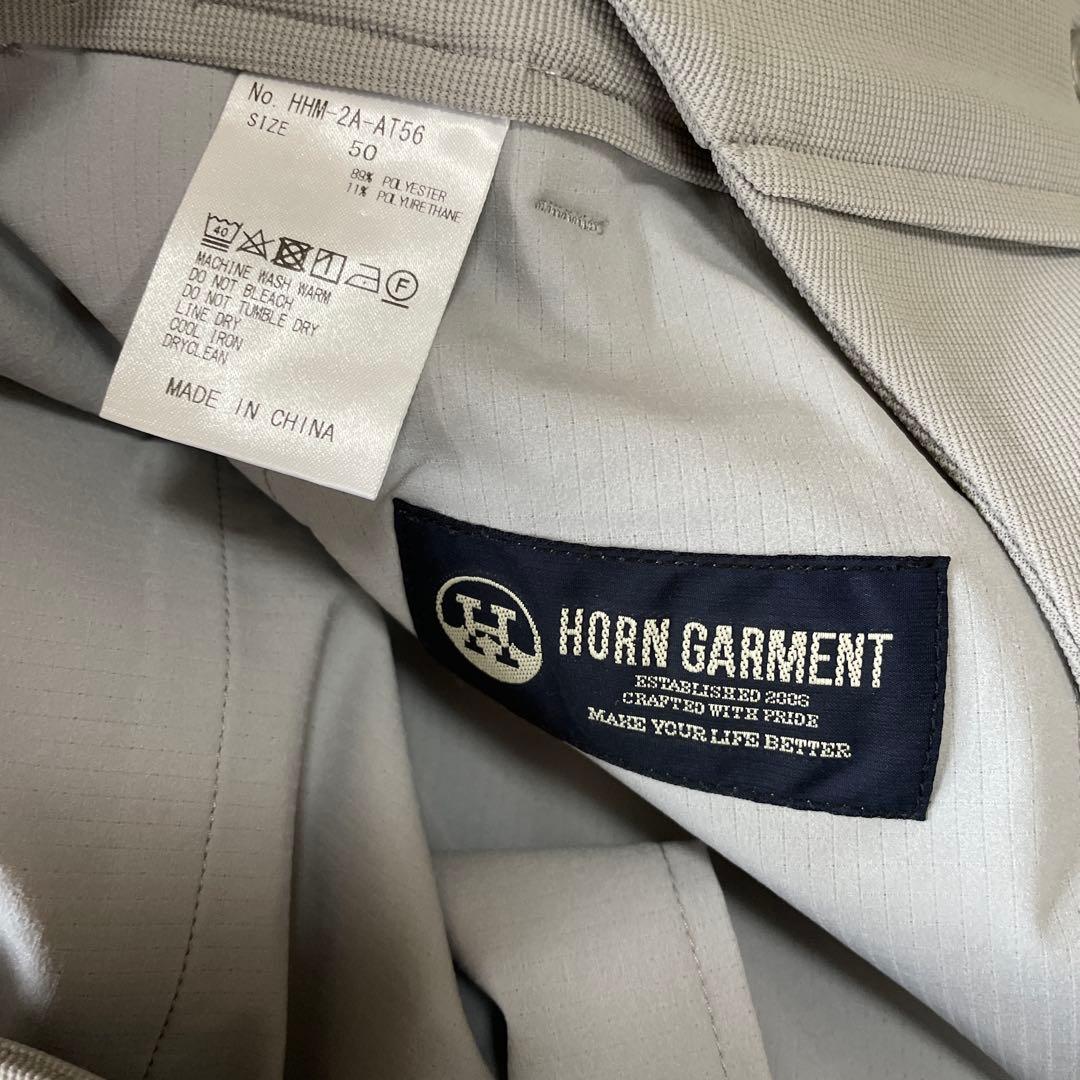 No. HHM-2A-AT56
SIZE
50
89% POLYESTER
11% POLYURETHANE
40
F
MACHINE WASH WARM
DO NOT BLEACH
DO NOT TUMBLE DRY
LINE DRY
COOL IRON
DRYCLEAN
MADE IN CHINA
H
HORN GARMENT
ESTABLISHED 2006
CRAFTED WITH PRIDE
MAKE YOUR LIFE BETTER